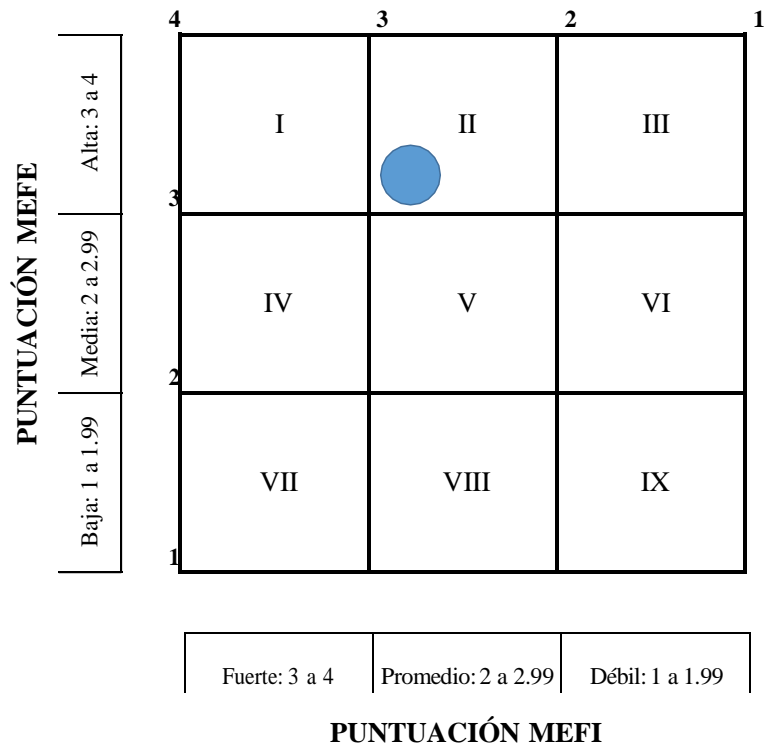 4 3 2 1
PUNTUACIÓN MEFE
Alta: 3 a 4
I II III
3
Media: 2 a 2.99
IV V VI
2
Baja: 1 a 1.99
VII VIII IX
1
Fuerte: 3 a 4 Promedio: 2 a 2.99 Débil: 1 a 1.99
PUNTUACIÓN MEFI